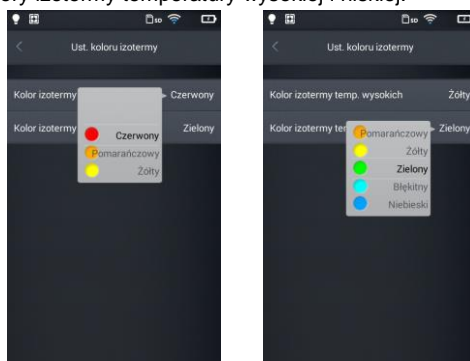 ory izotermy temperatury wysokiej i niskiej.
Ust. koloru izotermy
Kolor izotermy
Czerwony
Kolor izotermy
Zielony
Czerwony
Pomarańczowy
Żółty
Ust. koloru izotermy
Kolor izotermy temp. wysokich
Żółty
Kolor izotermy ter
Zielony
Pomarańczowy
Żółty
Zielony
Błękitny
Niebieski